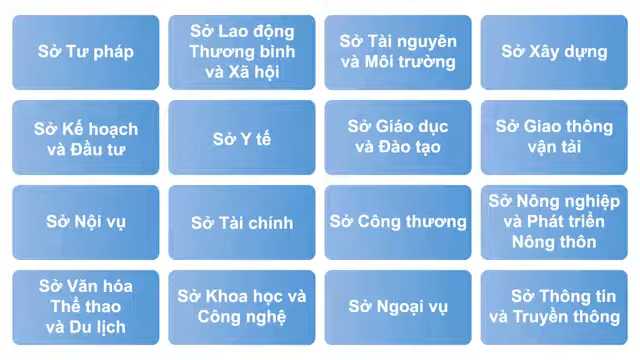 Sở Tư pháp
Sở Lao động
Thương binh
và Xã hội
Sở Tài nguyên
và Môi trường
Sở Xây dựng
Sở Kế hoạch
và Đầu tư
Sở Y tế
Sở Giáo dục
và Đào tạo
Sở Giao thông
vận tải
Sở Nội vụ
Sở Tài chính
Sở Công thương
Sở Nông nghiệp
và Phát triển
Nông thôn
Sở Văn hóa
Thể thao
và Du lịch
Sở Khoa học và
Công nghệ
Sở Ngoại vụ
Sở Thông tin
và Truyền thông